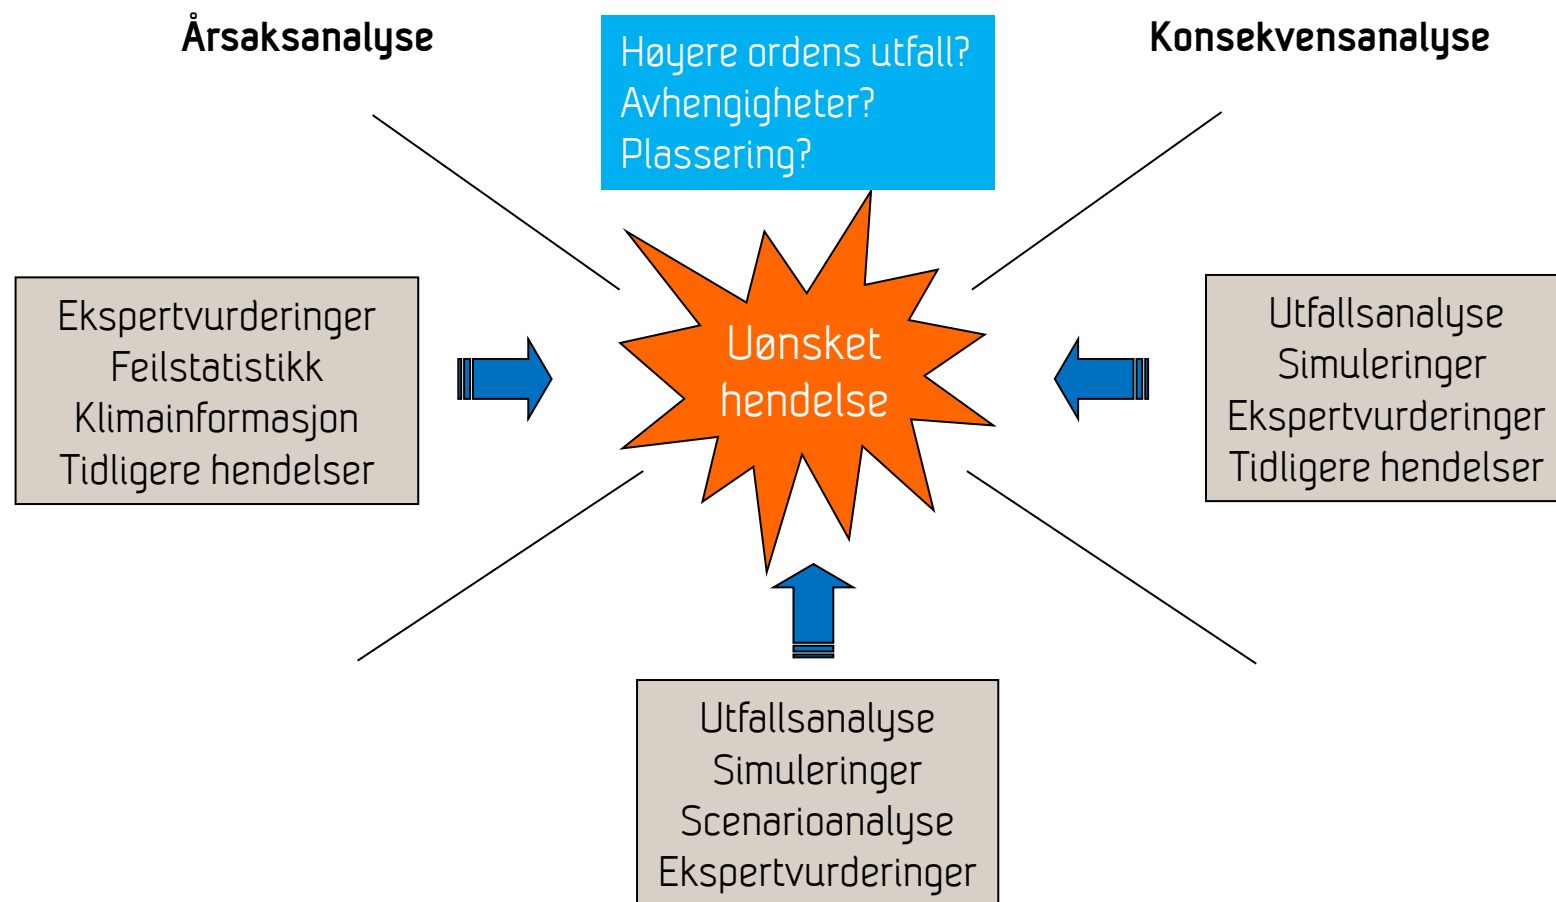 Årsaksanalyse
Høyere ordens utfall?
Avhengigheter?
Plassering?
Konsekvensanalyse
Ekspertvurderinger
Feilstatistikk
Klimainformasjon
Tidligere hendelser
Uønsket
hendelse
Utfallsanalyse
Simuleringer
Ekspertvurderinger
Tidligere hendelser
Utfallsanalyse
Simuleringer
Scenarioanalyse
Ekspertvurderinger